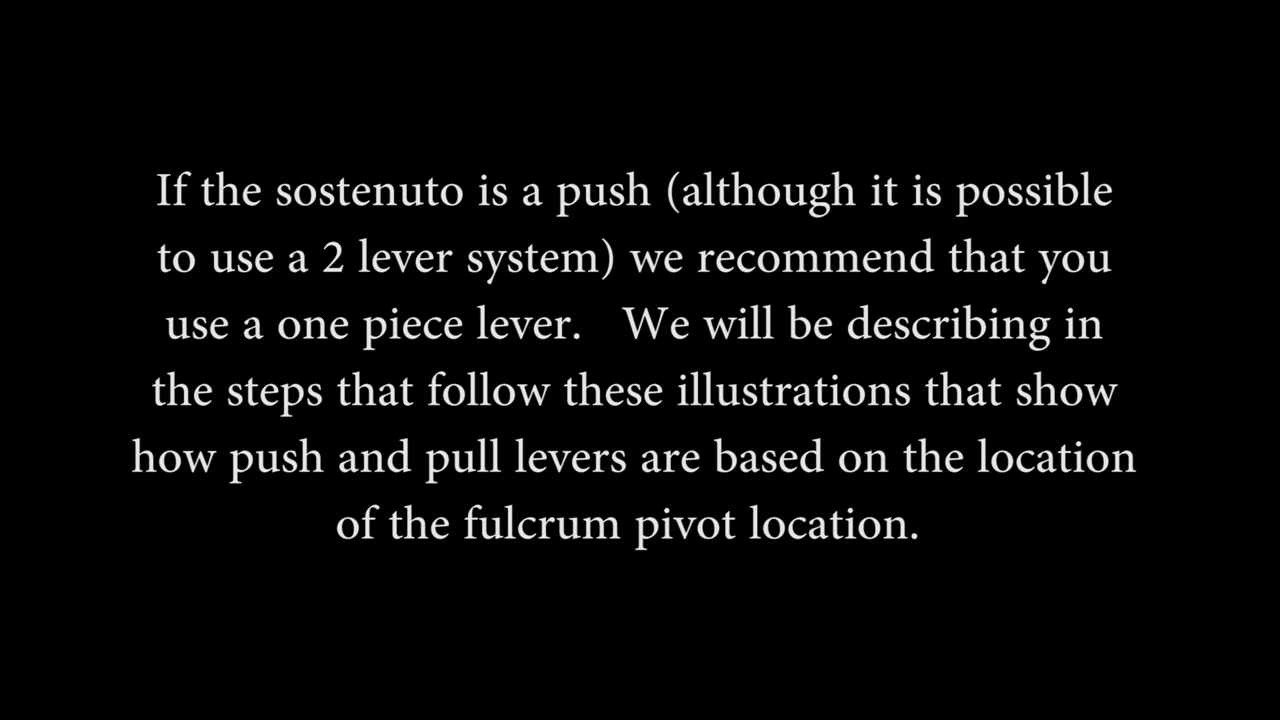 If the sostenuto is a push (although it is possible
to use a 2 lever system) we recommend that you
use a one piece lever.   We will be describing in
the steps that follow these illustrations that show
how push and pull levers are based on the location
of the fulcrum pivot location.